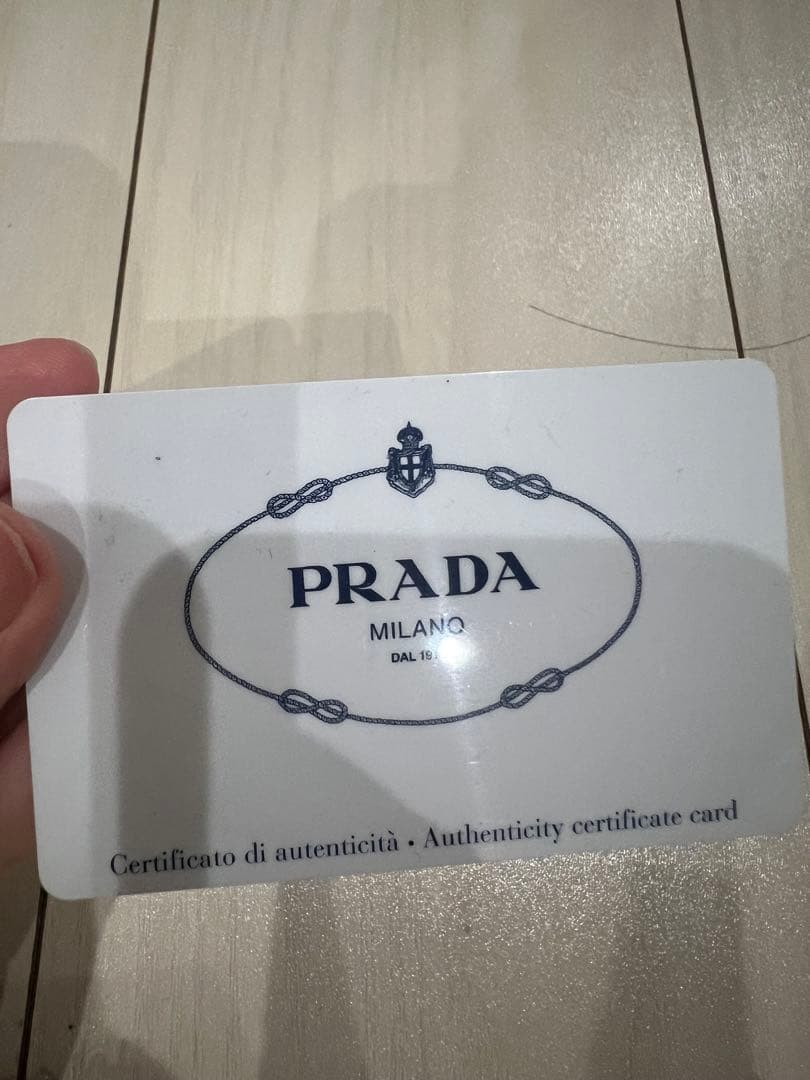 PRADA
MILANO
DAL
Certificato di autenticità • Authenticity certificate card